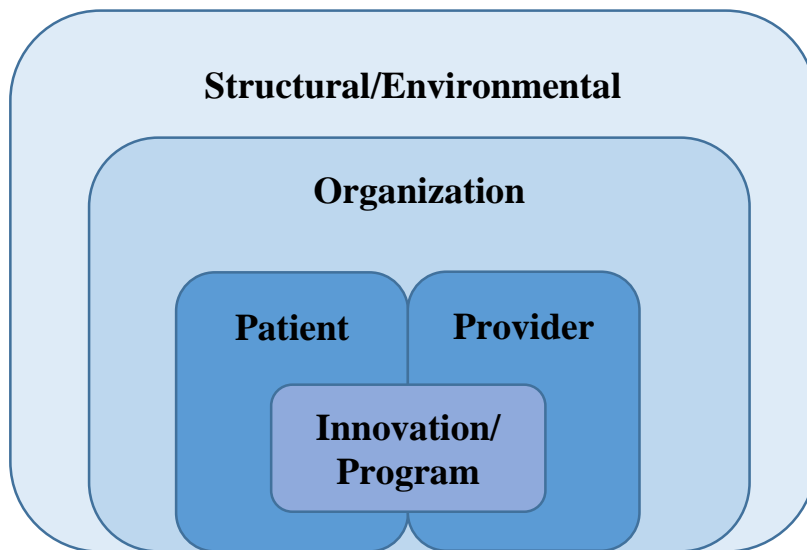 Structural/Environmental
Organization
Patient
Provider
Innovation/
Program